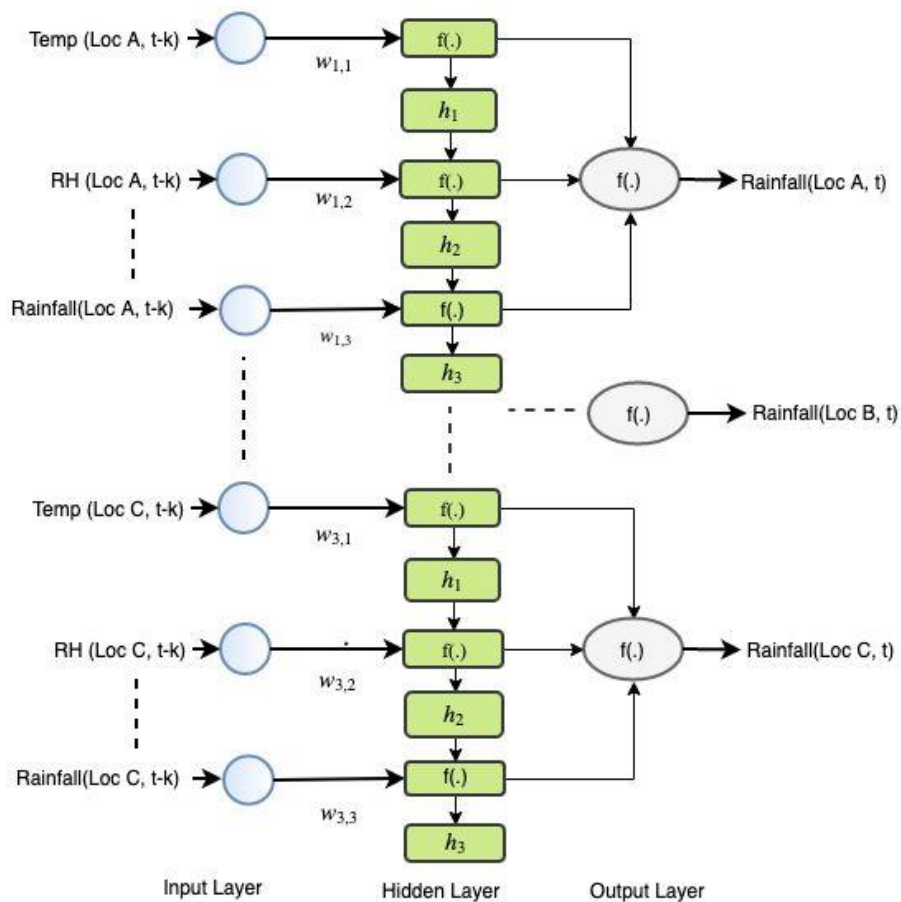 Temp (Loc A, t-k)
w1,1
f(.)
h1
RH (Loc A, t-k)
w1,2
f(.)
f(.)
Rainfall(Loc A, t)
h2
Rainfall(Loc A, t-k)
w1,3
f(.)
h3
f(.)
Rainfall(Loc B, t)
Temp (Loc C, t-k)
w3,1
f(.)
h1
RH (Loc C, t-k)
w3,2
f(.)
f(.)
Rainfall(Loc C, t)
h2
Rainfall(Loc C, t-k)
w3,3
f(.)
h3
Input Layer
Hidden Layer
Output Layer